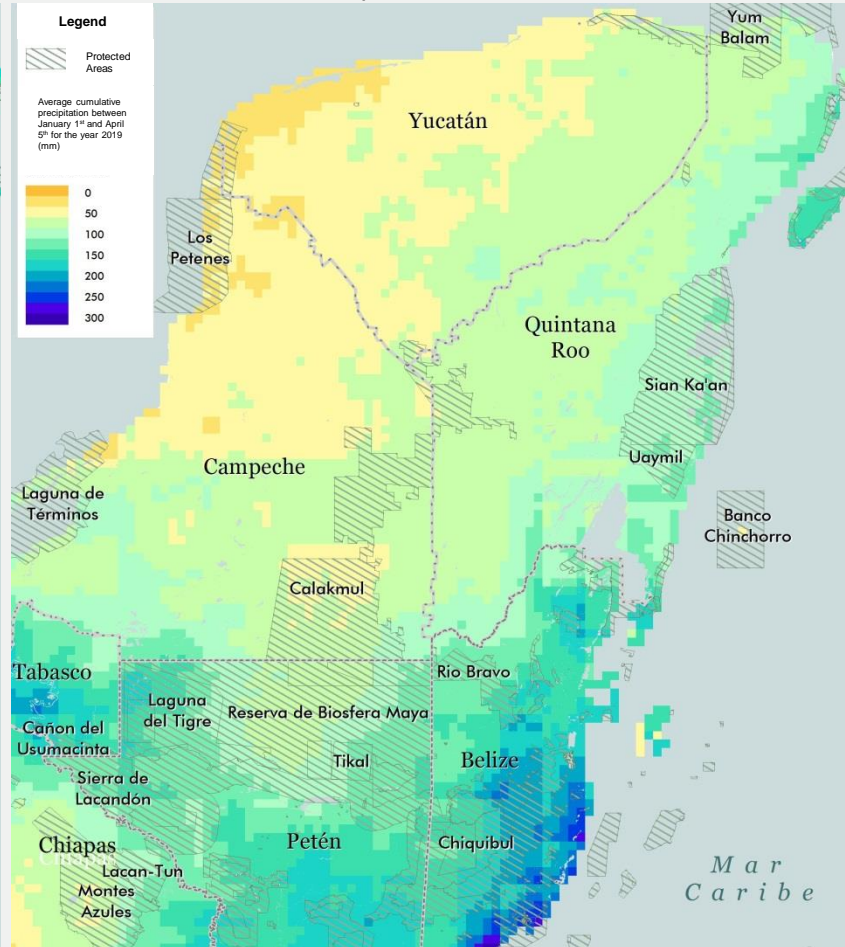 Legend
Protected
Areas
Average cumulative
precipitation between
January 1st and April
5th for the year 2019
(mm)
0
50
100
150
200
250
300
Yum
Balam
Yucatán
Los
Petenes
Quintana
Roo
Sian Ka'an
Uaymil
Campeche
Laguna de
Términos
Banco
Chinchorro
Calakmul
Tabasco
Rio Bravo
Laguna
del Tigre
Reserva de Biosfera Maya
Cañon del
Usumacinta
Tikal
Belize
Sierra de
Lacandón
Petén
Chiquibul
Chiapas
Chiapas
Lacan-Tun
Montes
Azules
Mar
Caribe